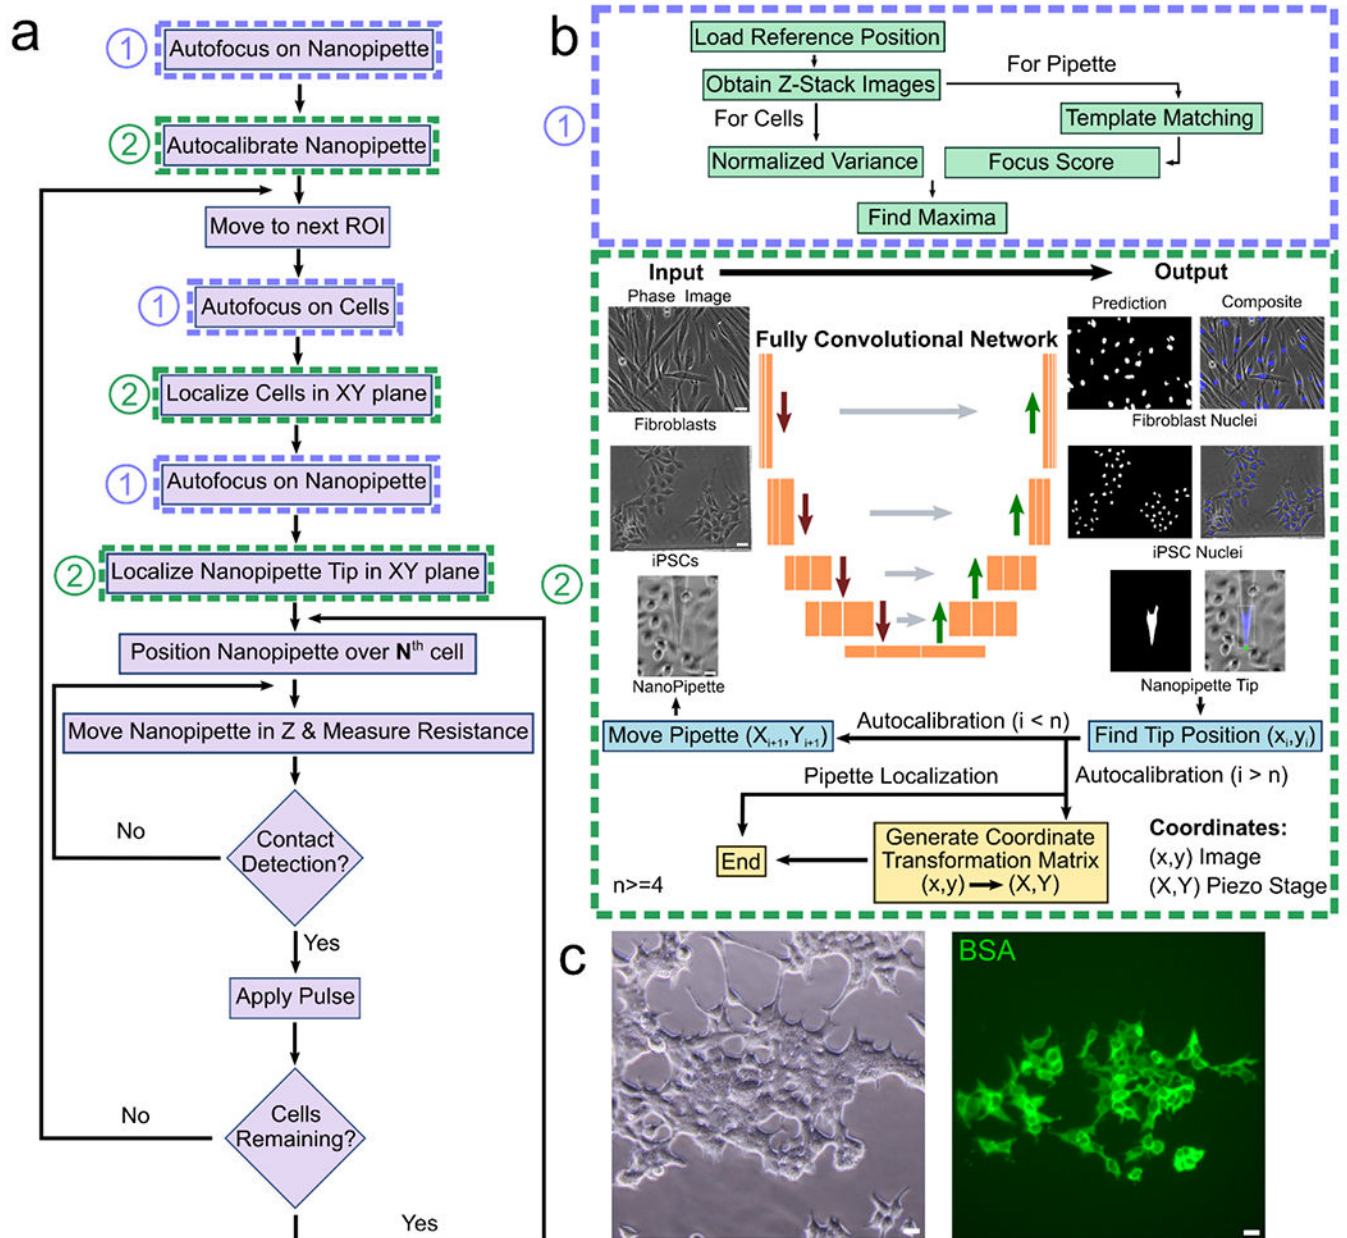 a
1
Autofocus on Nanopipette
2
Autocalibrate Nanopipette
Move to next ROI
1
Autofocus on Cells
2
Localize Cells in XY plane
1
Autofocus on Nanopipette
2
Localize Nanopipette Tip in XY plane
Position Nanopipette over Nth cell
Move Nanopipette in Z & Measure Resistance
No
Contact
Detection?
Yes
Apply Pulse
No
Cells
Remaining?
Yes
b
1
Load Reference Position
Obtain Z-Stack Images
For Pipette
For Cells
Template Matching
Normalized Variance
Focus Score
Find Maxima
2
Input
Output
Phase Image
Prediction
Composite
Fully Convolutional Network
Fibroblasts
Fibroblast Nuclei
iPSCs
iPSC Nuclei
NanoPipette
Nanopipette Tip
Move Pipette (Xi+1,Yi+1)
Autocalibration (i < n)
Find Tip Position (xi,yi)
Pipette Localization
Autocalibration (i > n)
End
Generate Coordinate
Transformation Matrix
(x,y) → (X,Y)
Coordinates:
(x,y) Image
(X,Y) Piezo Stage
n>=4
c
BSA